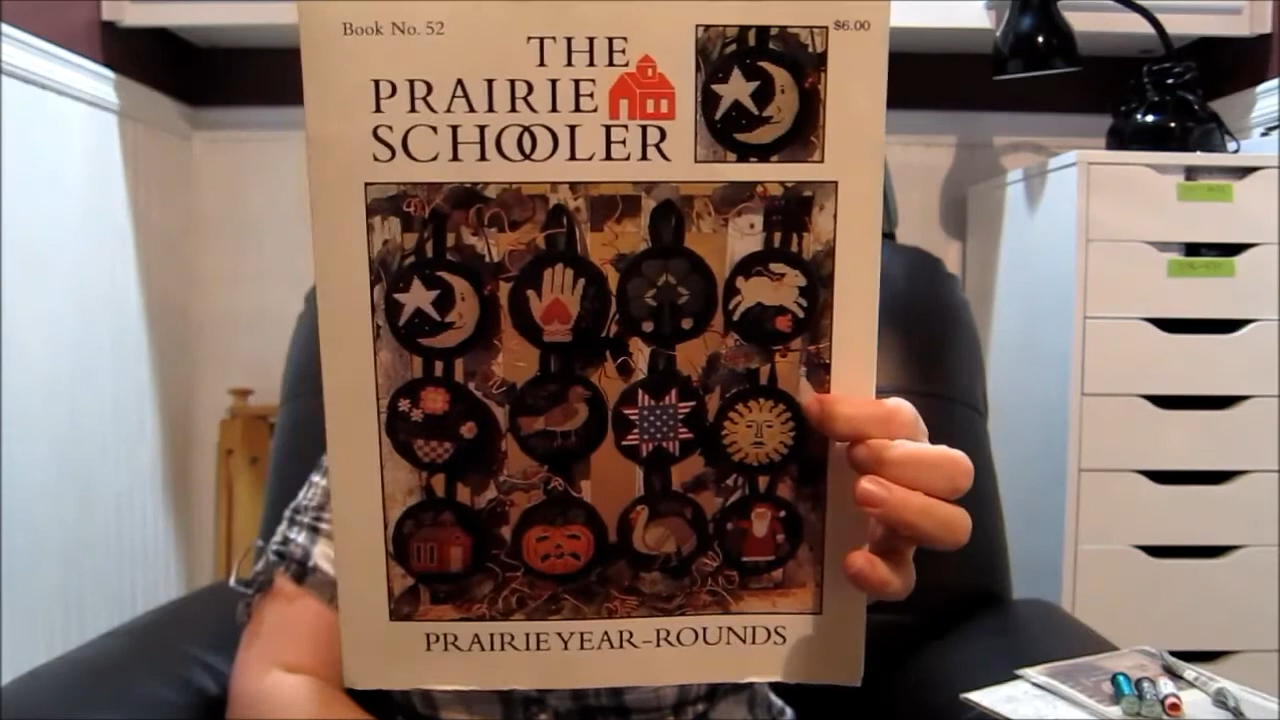 Book No. 52
$6.00
THE
PRAIRIE
SCHOOLER
PRAIRIE YEAR-ROUNDS